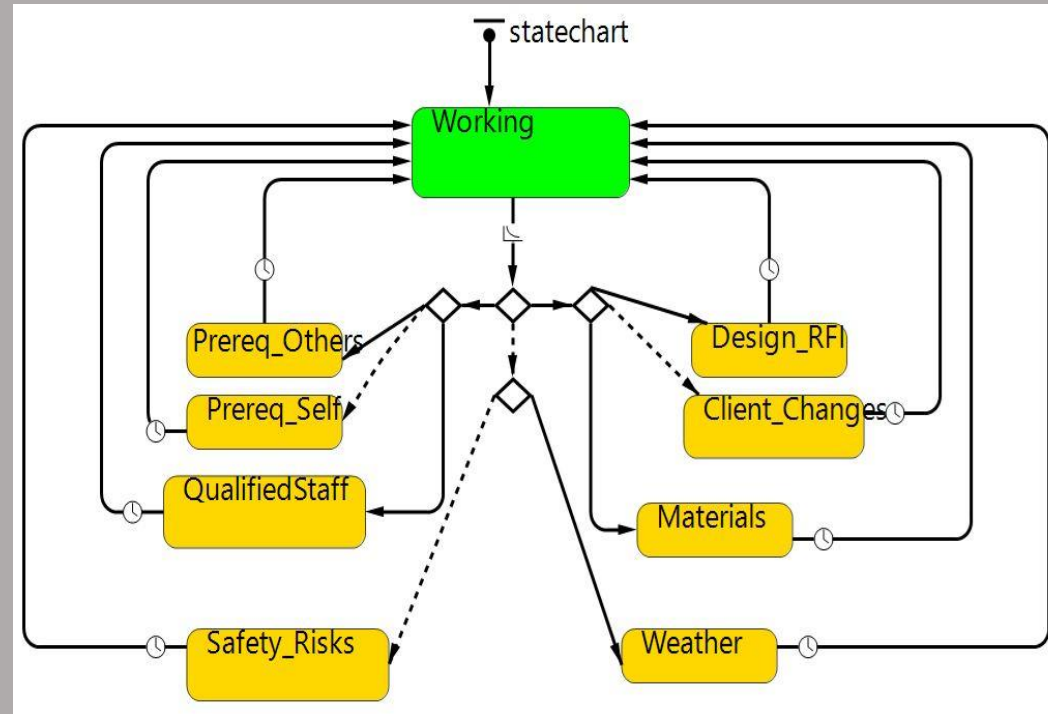 statechart
Working
Prereq_Others
Design_RFI
Prereq_Self
Client_Changes
QualifiedStaff
Materials
Safety_Risks
Weather